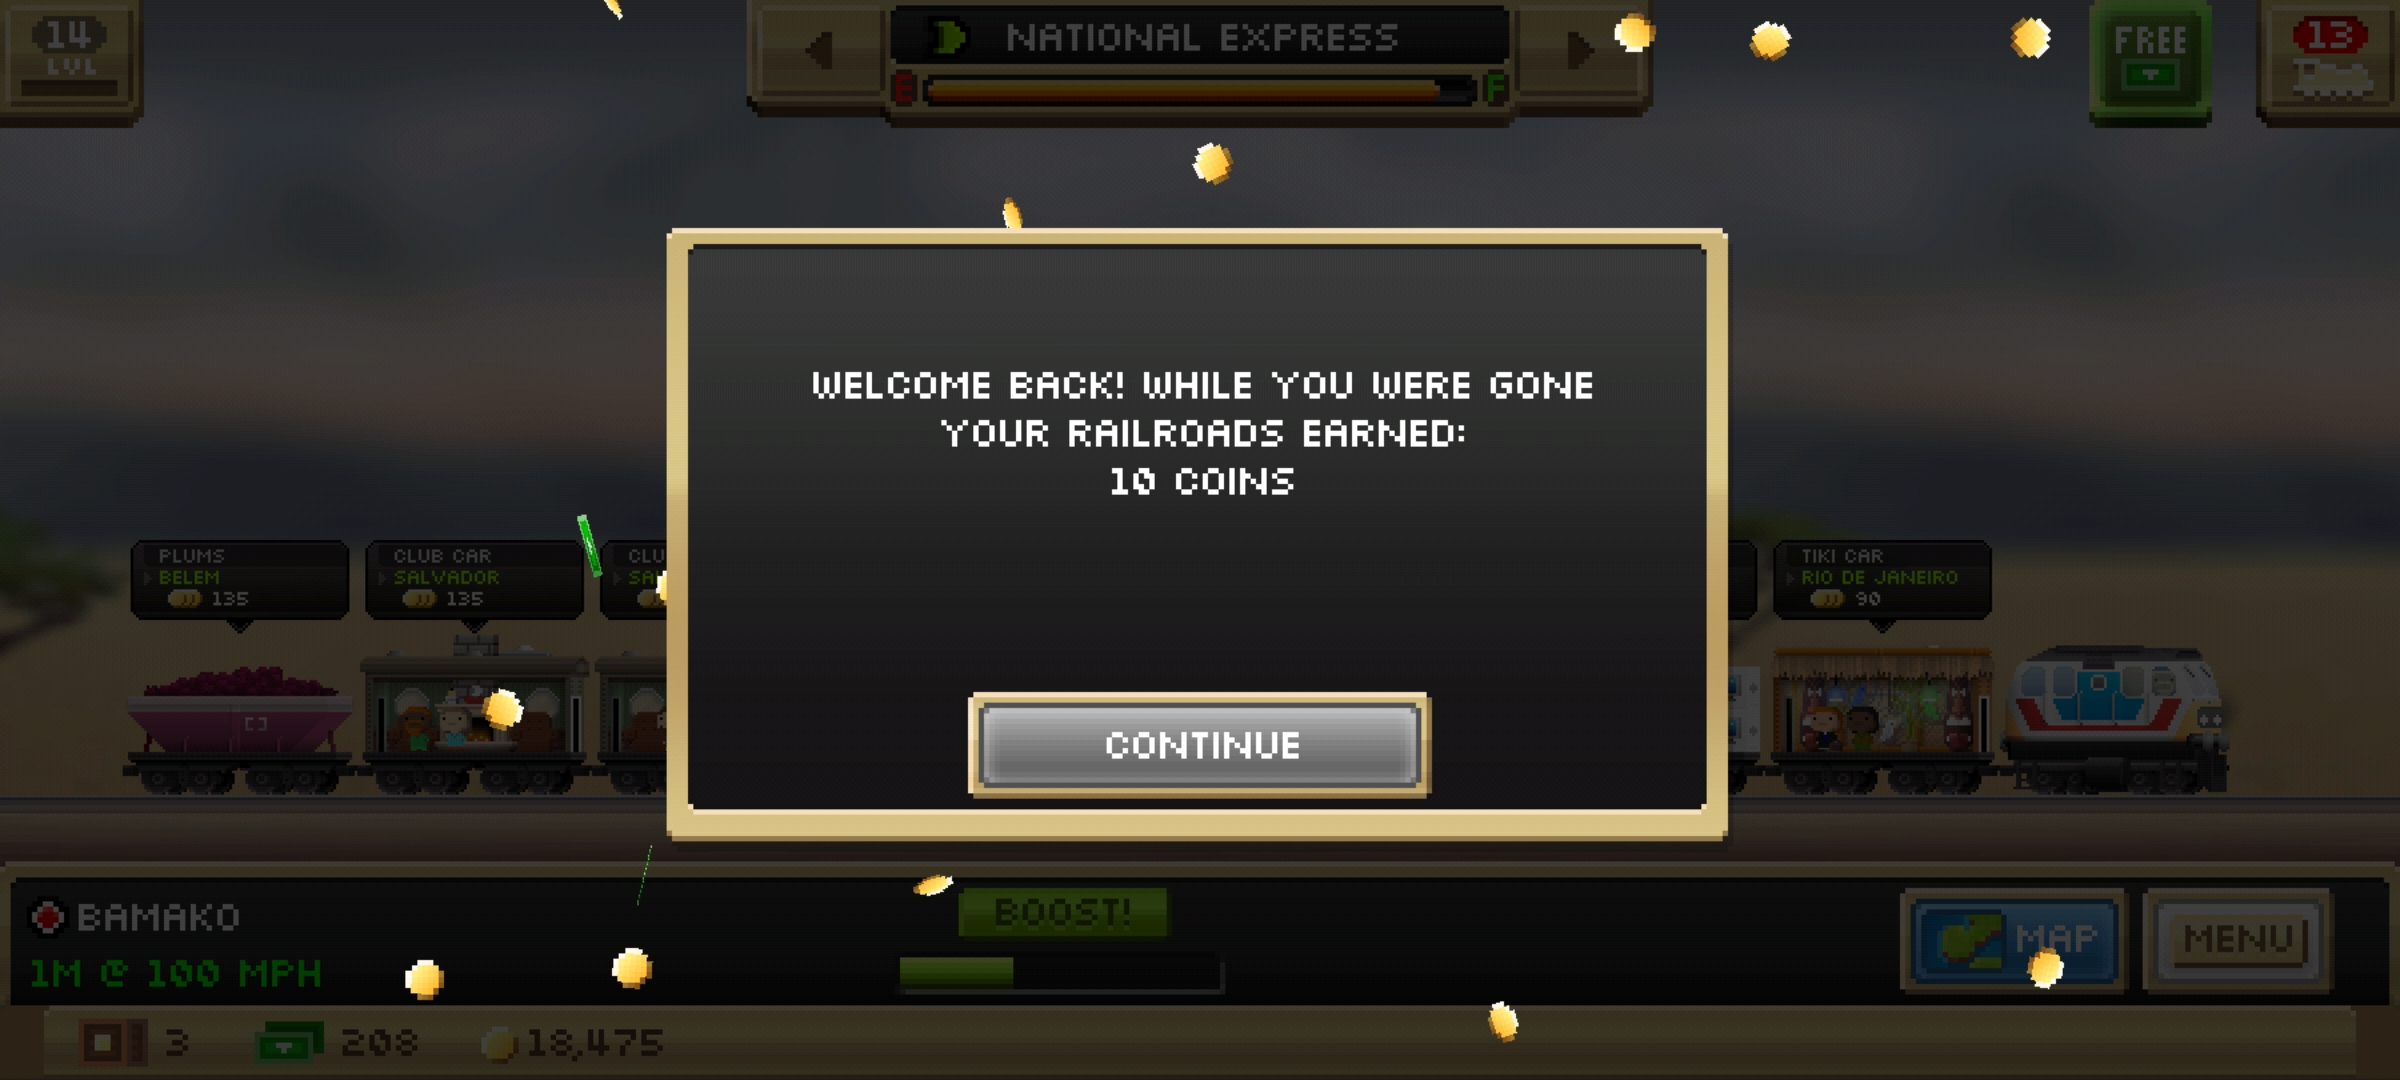 14
LVL
NATIONAL EXPRESS
E
F
FREE
13
WELCOME BACK! WHILE YOU WERE GONE
YOUR RAILROADS EARNED:
10 COINS
CONTINUE
PLUMS
BELEM
135
CLUB CAR
SALVADOR
135
TIKI CAR
RIO DE JANEIRO
90
BAMAKO
1M @ 100 MPH
BOOST!
MAP
MENU
3
208
18,475